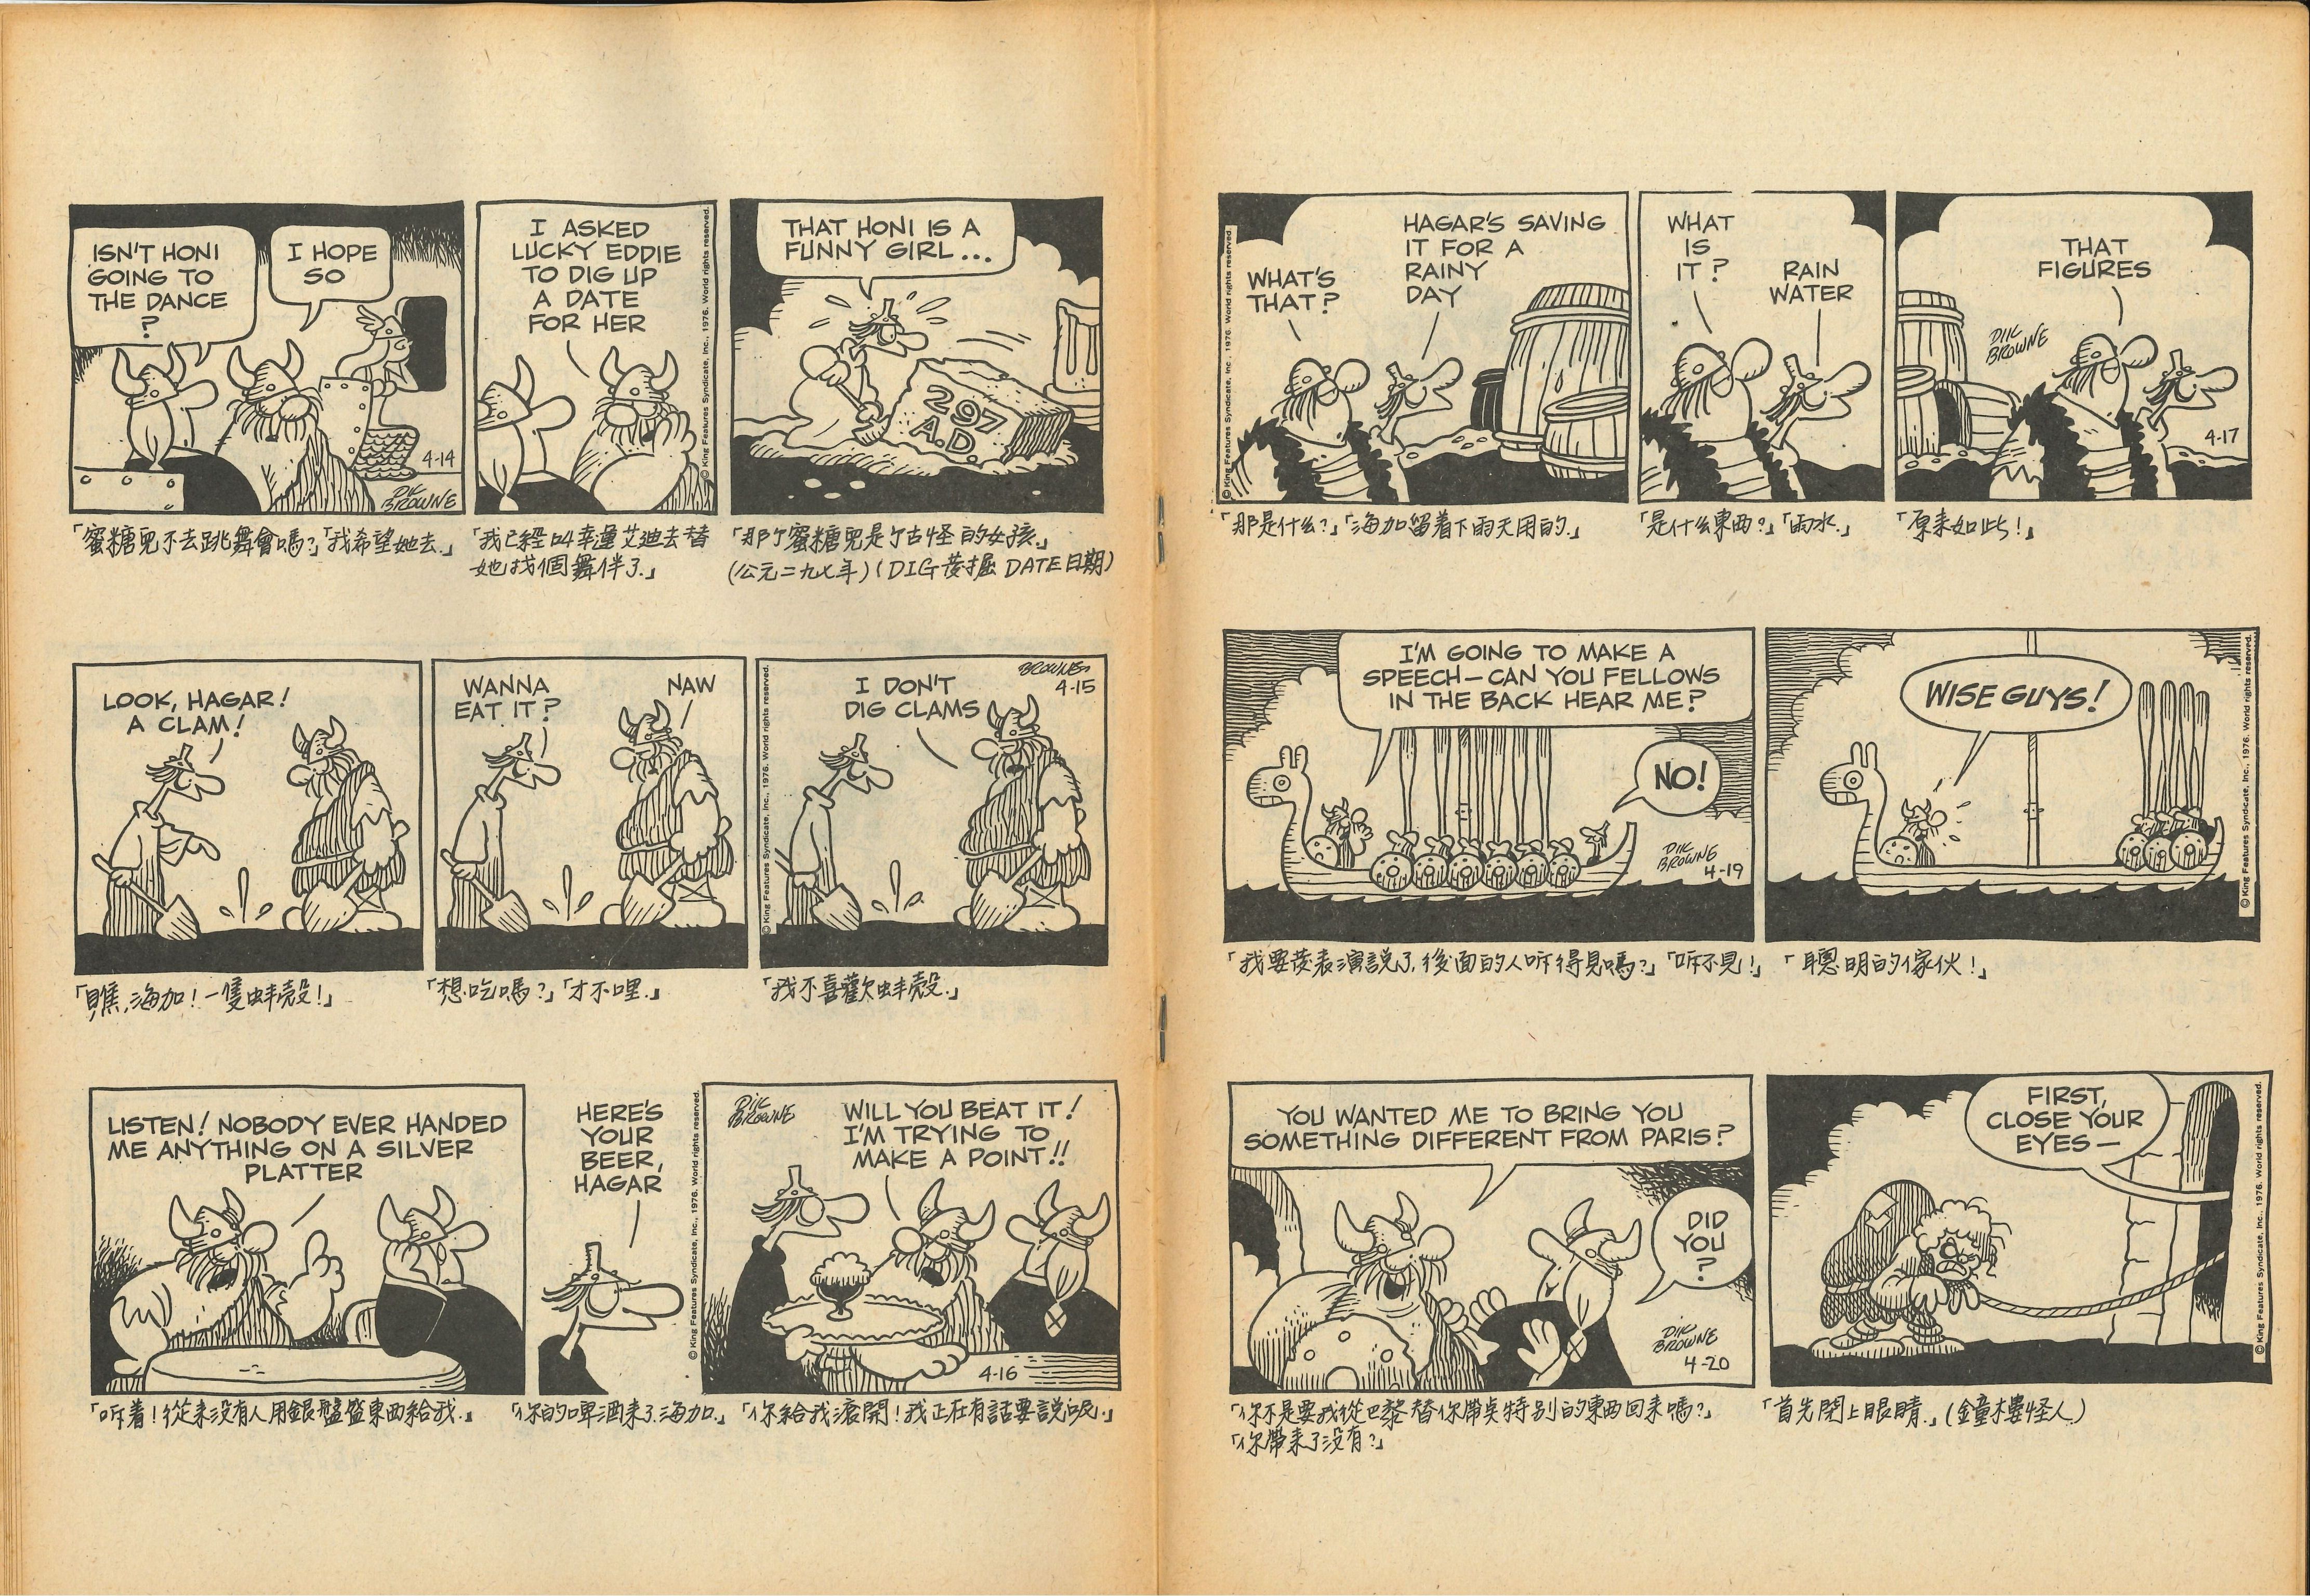 ISN'T HONI
GOING TO
THE DANCE
?
I HOPE
SO
4-14
DIK
BROWNE
I ASKED
LUCKY EDDIE
TO DIG UP
A DATE
FOR HER
© King Features Syndicate, Inc., 1976. World rights reserved.
THAT HONI IS A
FUNNY GIRL...
297
A.D.
「蜜糖兒不去跳舞會嗎?」「我希望她去.」
「我已經叫幸運艾迪去替
她找個舞伴了.」
「那个蜜糖兒是个古怪的女孩.」
(公元二九七年)(DIG 發掘 DATE 日期)
LOOK, HAGAR!
A CLAM!
WANNA
EAT IT?
NAW
© King Features Syndicate, Inc., 1976. World rights reserved.
I DON'T
DIG CLAMS
BROWNE
4-15
「瞧,海加!一隻蚌殼!」
「想吃嗎?」「才不哩.」
「我不喜歡蚌殼.」
LISTEN! NOBODY EVER HANDED
ME ANYTHING ON A SILVER
PLATTER
HERE'S
YOUR
BEER,
HAGAR
© King Features Syndicate, Inc., 1976. World rights reserved.
DIK
BROWNE
WILL YOU BEAT IT!
I'M TRYING TO
MAKE A POINT!!
4-16
「听着!從来没有人用銀盤盛東西給我.」
「你的啤酒来了,海加.」
「你給我滚開!我正在有話要説呢.」
© King Features Syndicate, Inc., 1976. World rights reserved.
WHAT'S
THAT?
HAGAR'S SAVING
IT FOR A
RAINY
DAY
WHAT
IS
IT?
RAIN
WATER
THAT
FIGURES
DIK
BROWNE
4-17
「那是什么?」「海加留着下雨天用的.」
「是什么東西?」「雨水.」
「原来如此!」
I'M GOING TO MAKE A
SPEECH—CAN YOU FELLOWS
IN THE BACK HEAR ME?
NO!
DIK
BROWNE
4-19
WISE GUYS!
© King Features Syndicate, Inc., 1976. World rights reserved.
「我要發表演説了,後面的人听得見嗎?」「听不見!」
「聰明的傢伙!」
YOU WANTED ME TO BRING YOU
SOMETHING DIFFERENT FROM PARIS?
DID
YOU
?
DIK
BROWNE
4-20
FIRST,
CLOSE YOUR
EYES—
© King Features Syndicate, Inc., 1976. World rights reserved.
「你不是要我從巴黎替你帶奌特别的東西回来嗎?」
「你帶来了没有?」
「首先閉上眼睛.」(鐘樓怪人)